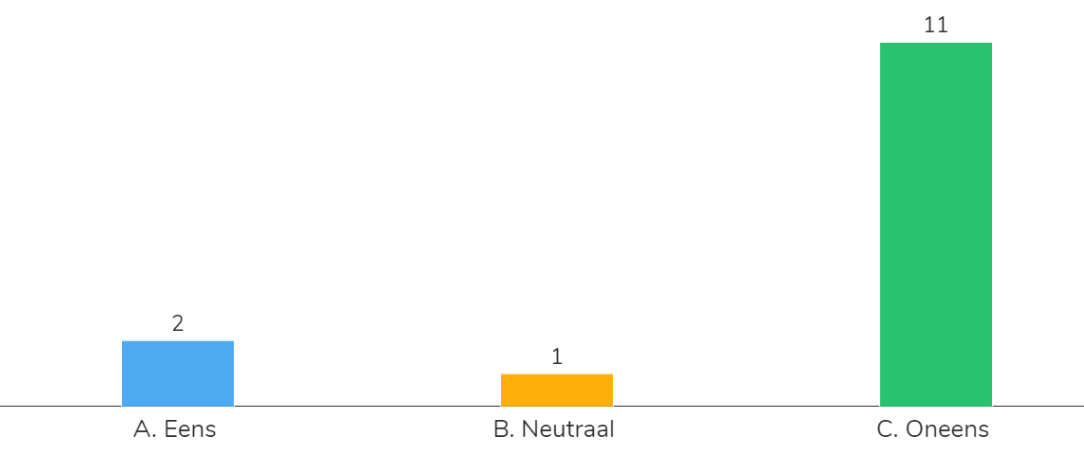 11
2
1
A. Eens
B. Neutraal
C. Oneens